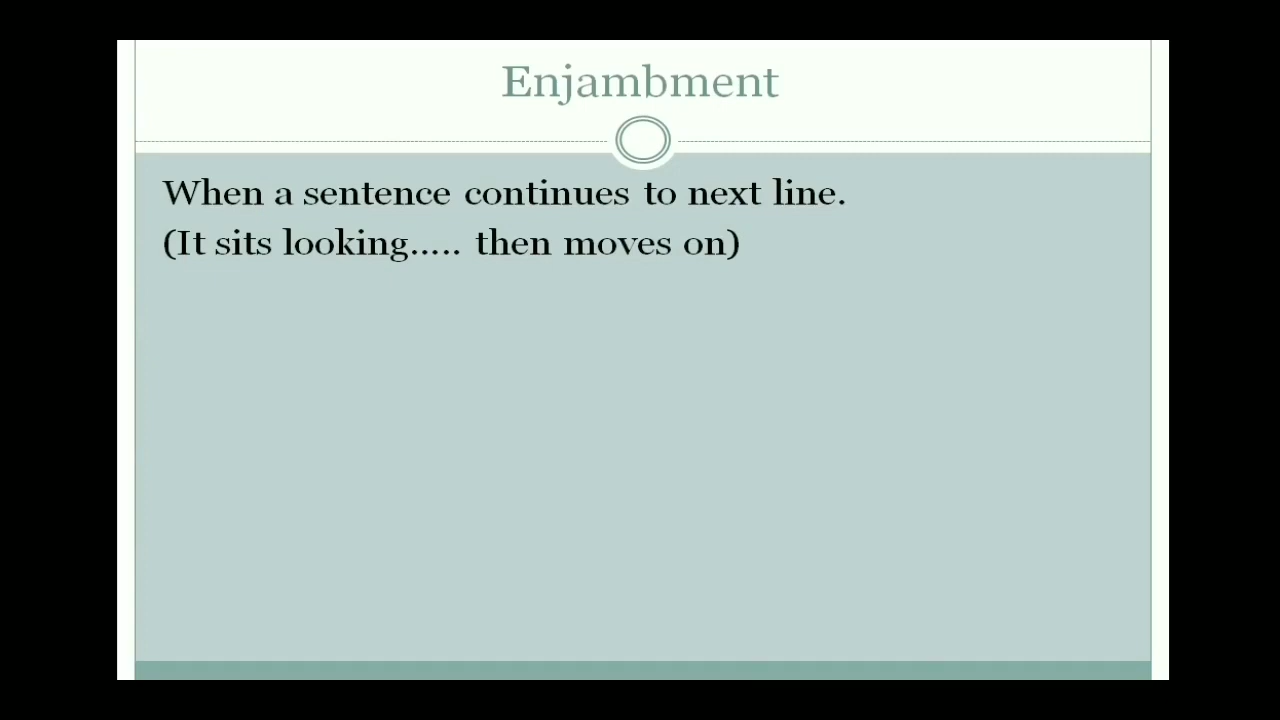 Enjambment
When a sentence continues to next line.
(It sits looking..... then moves on)